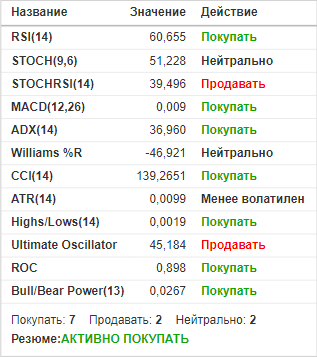 Название Значение Действие
RSI(14) 60,655 Покупать
STOCH(9,6) 51,228 Нейтрально
STOCHRSI(14) 39,496 Продавать
MACD(12,26) 0,009 Покупать
ADX(14) 36,960 Покупать
Williams %R -46,921 Нейтрально
CCI(14) 139,2651 Покупать
ATR(14) 0,0099 Менее волатилен
Highs/Lows(14) 0,0019 Покупать
Ultimate Oscillator 45,184 Продавать
ROC 0,898 Покупать
Bull/Bear Power(13) 0,0267 Покупать
Покупать: 7 Продавать: 2 Нейтрально: 2
Резюме:АКТИВНО ПОКУПАТЬ